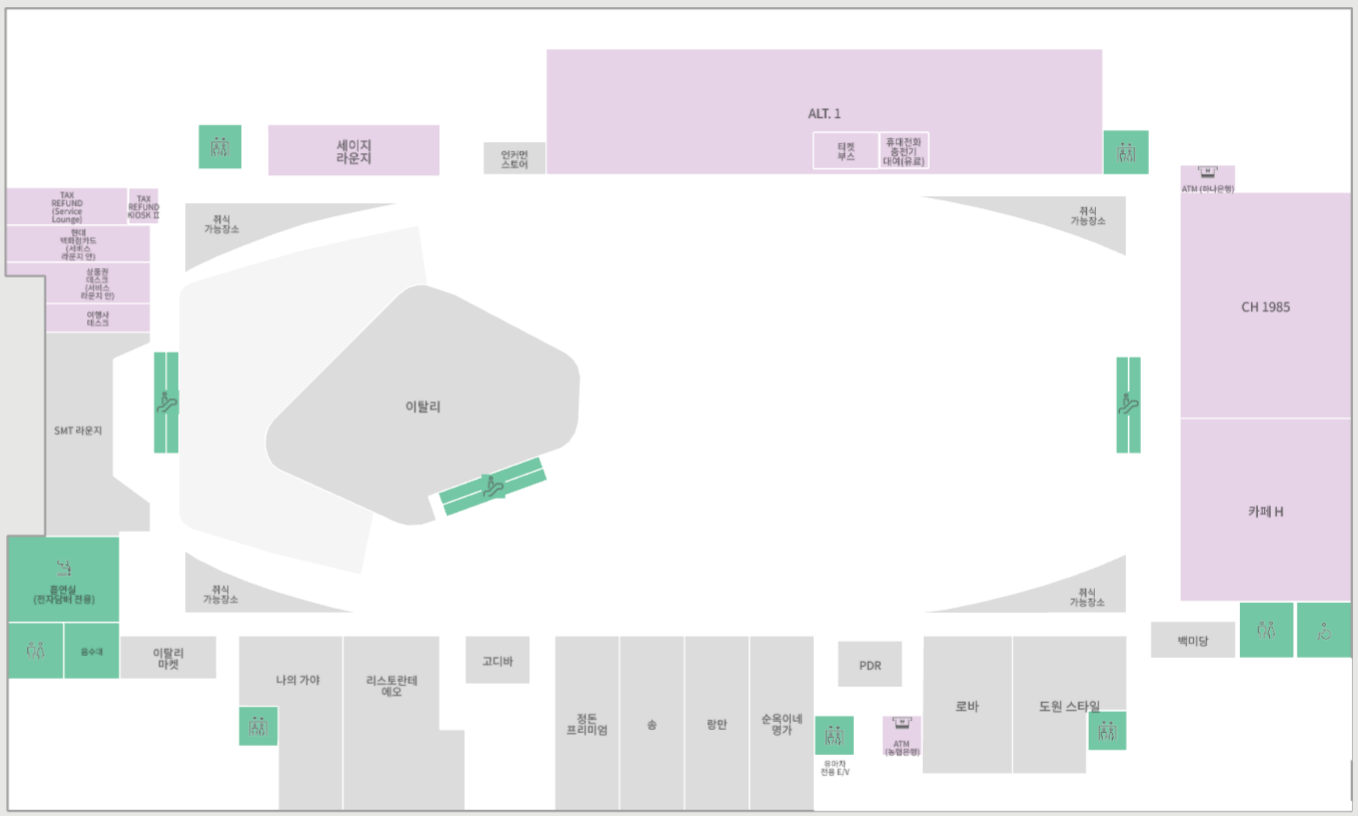 ALT. 1
세이지
라운지
언커먼
스토어
티켓
부스
휴대전화
충전기
대여(유료)
ATM (하나은행)
TAX
REFUND
(Service
Lounge)
TAX
REFUND
KIOSK II
현대
백화점카드
(서비스
라운지 안)
상품권
데스크
(서비스
라운지 안)
여행사
데스크
취식
가능장소
취식
가능장소
CH 1985
이탈리
SMT 라운지
카페 H
흡연실
(전자담배 전용)
취식
가능장소
취식
가능장소
음수대
이탈리
마켓
나의 가야
리스토란테
에오
고디바
정돈
프리미엄
송
랑만
순옥이네
명가
PDR
로바
도원 스타일
백미당
ATM
(농협은행)
유아차
전용 E/V